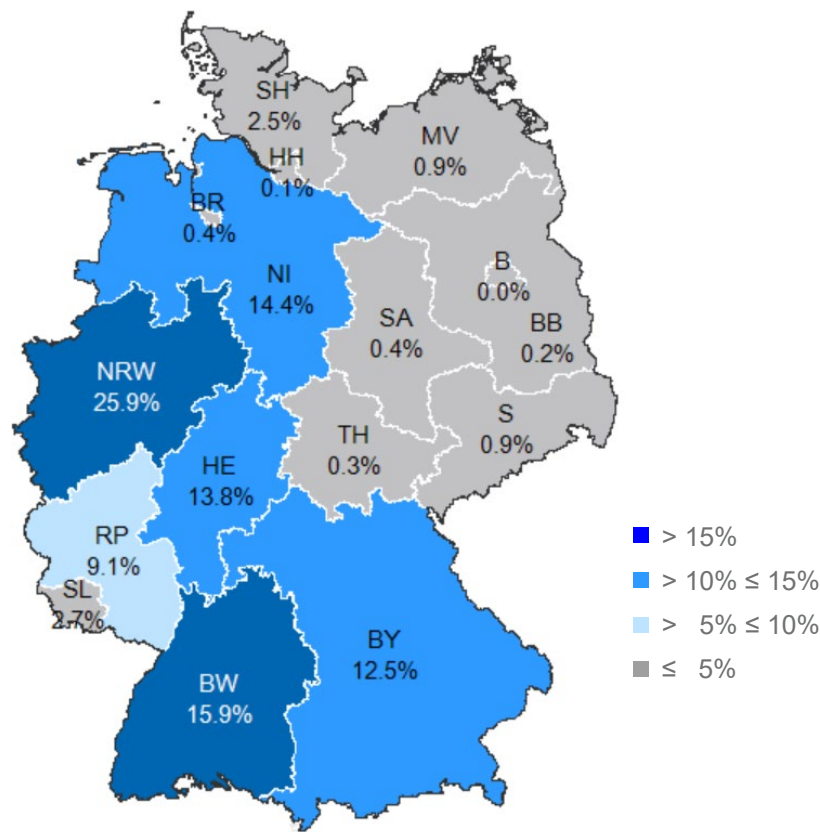 SH
2.5%
HH
0.1%
MV
0.9%
BR
0.4%
NI
14.4%
B
0.0%
BB
0.2%
SA
0.4%
NRW
25.9%
HE
13.8%
TH
0.3%
S
0.9%
RP
9.1%
SL
2.7%
BW
15.9%
BY
12.5%
> 15%
> 10% ≤ 15%
> 5% ≤ 10%
≤ 5%